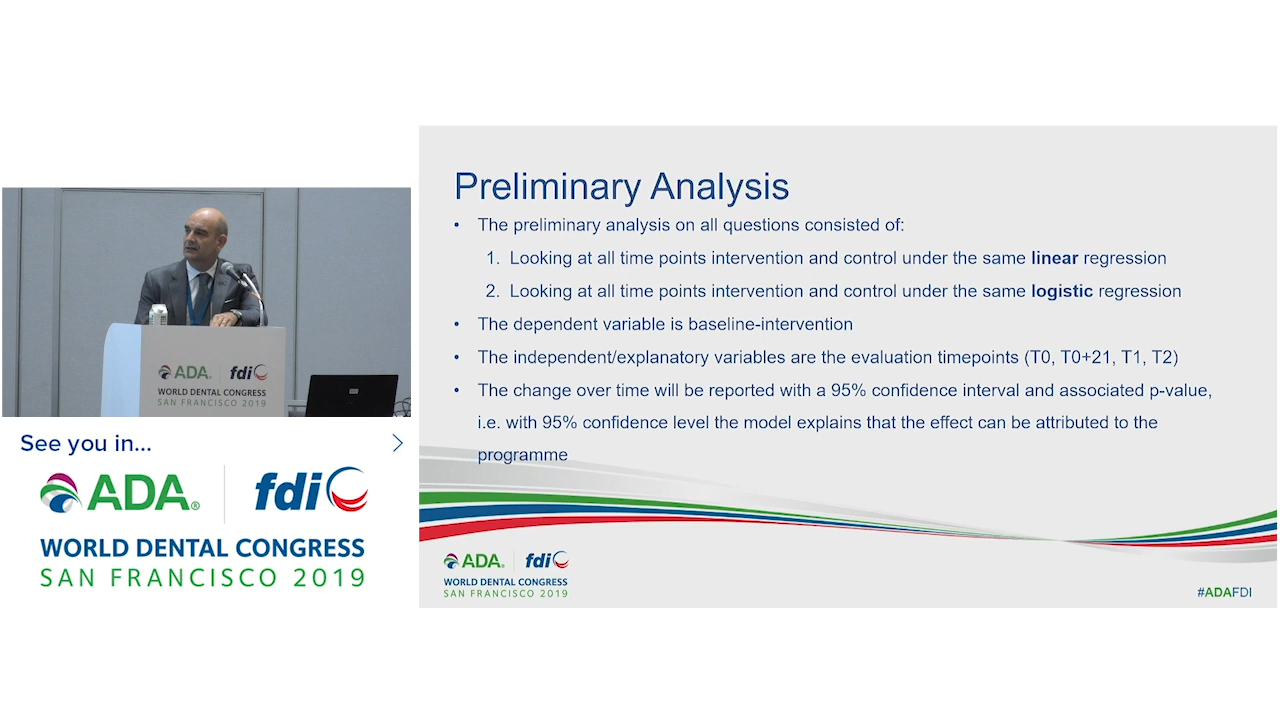 Preliminary Analysis
• The preliminary analysis on all questions consisted of:
1. Looking at all time points intervention and control under the same linear regression
2. Looking at all time points intervention and control under the same logistic regression
• The dependent variable is baseline-intervention
• The independent/explanatory variables are the evaluation timepoints (T0, T0+21, T1, T2)
• The change over time will be reported with a 95% confidence interval and associated p-value,
i.e. with 95% confidence level the model explains that the effect can be attributed to the
programme
ADA. fdi
WORLD DENTAL CONGRESS
SAN FRANCISCO 2019
#ADAFDI
ADA. fdi
WORLD DENTAL CONGRESS
SAN FRANCISCO 2019
See you in...
ADA® fdi
WORLD DENTAL CONGRESS
SAN FRANCISCO 2019